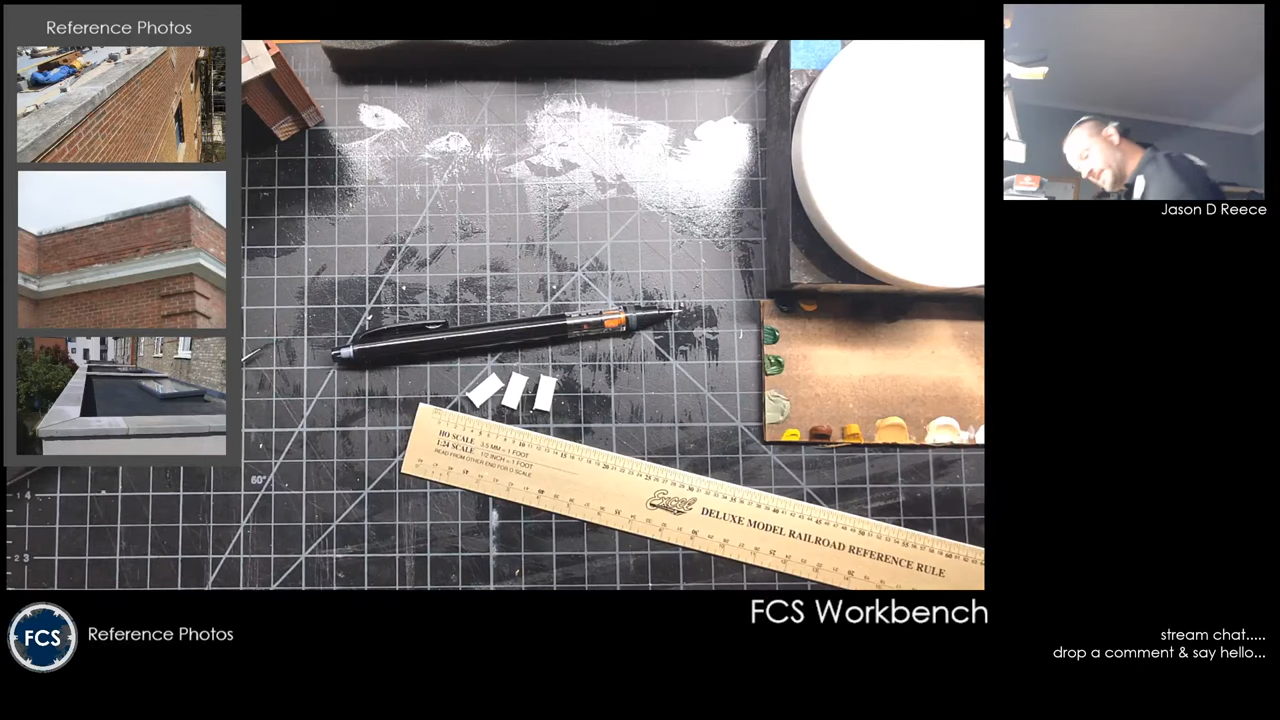 Reference Photos
Jason D Reece
60°
14
23
HO SCALE 3.5 MM = 1 FOOT
1:24 SCALE 1/2 INCH = 1 FOOT
READ FROM OTHER END FOR O SCALE
Excel
DELUXE MODEL RAILROAD REFERENCE RULE
FCS Workbench
FCS
Reference Photos
stream chat.....
drop a comment & say hello...